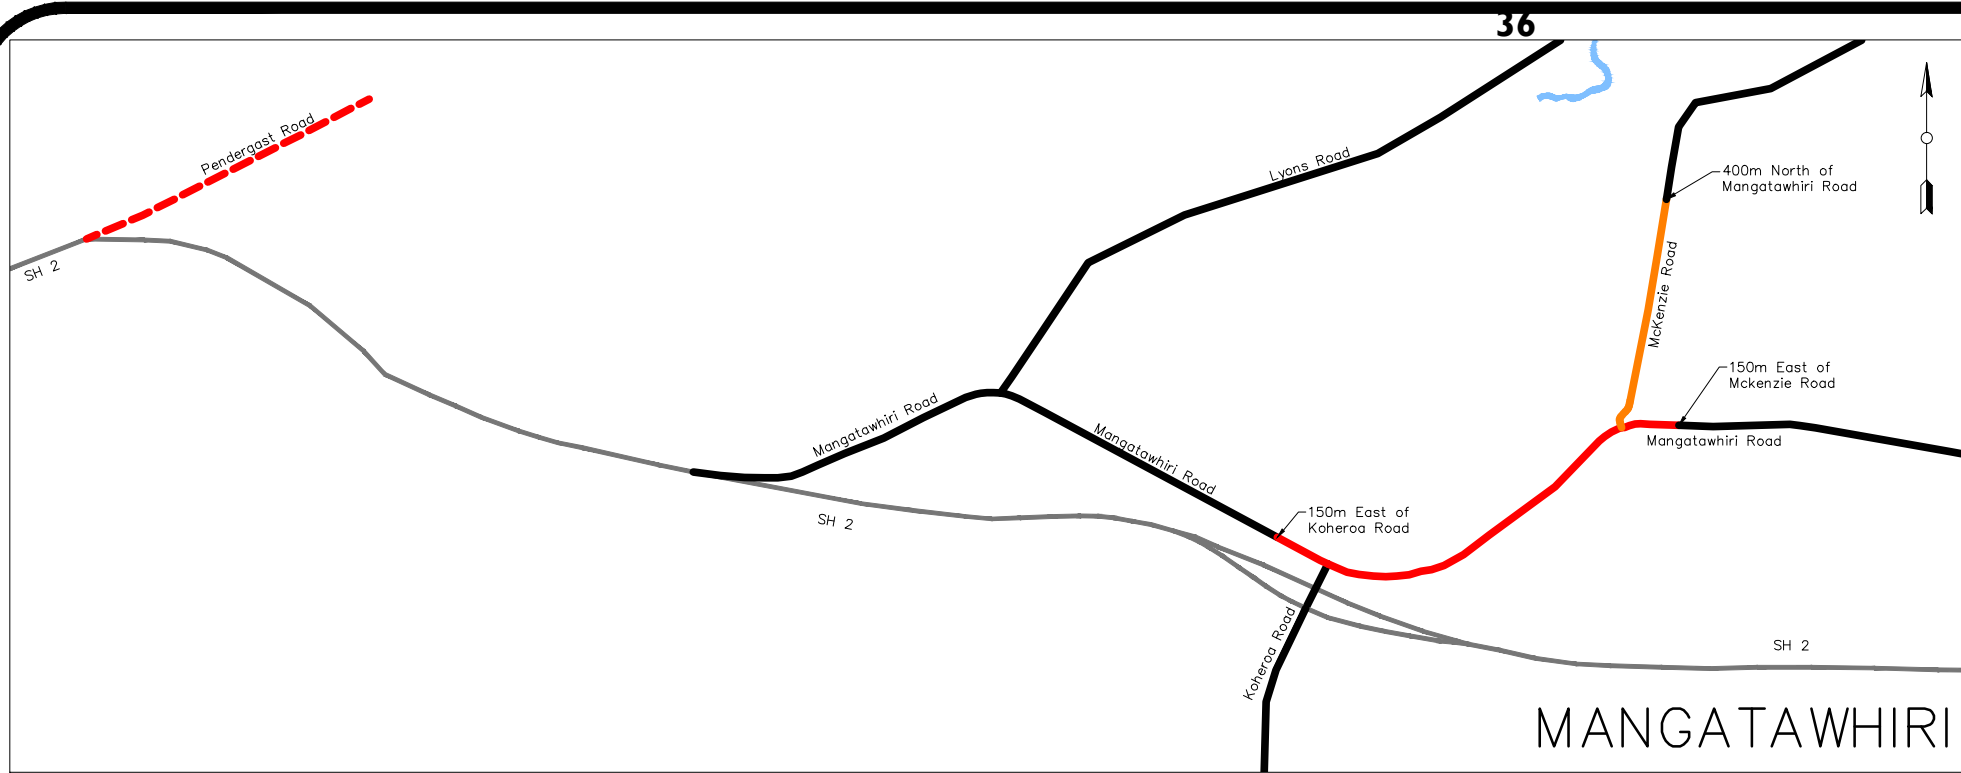 36
Pendergast Road
Lyons Road
400m North of
Mangatawhiri Road
SH 2
McKenzie Road
150m East of
Mckenzie Road
Mangatawhiri Road
Mangatawhiri Road
Mangatawhiri Road
150m East of
Koheroa Road
SH 2
Koheroa Road
SH 2
MANGATAWHIRI